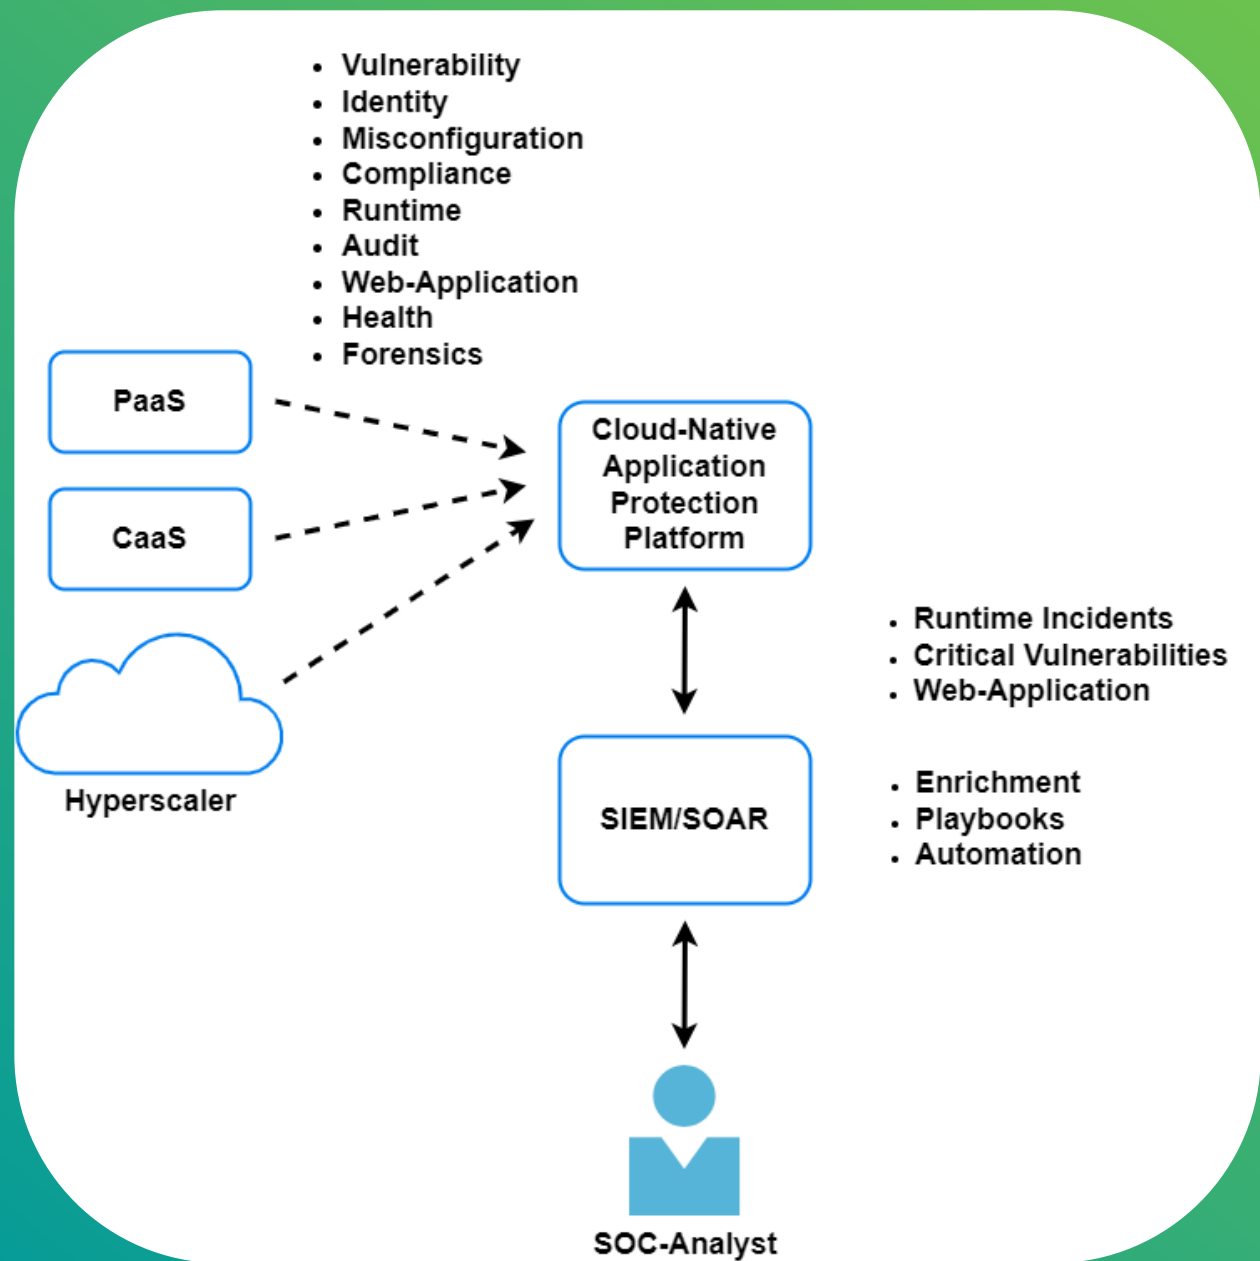 • Vulnerability
• Identity
• Misconfiguration
• Compliance
• Runtime
• Audit
• Web-Application
• Health
• Forensics
PaaS
CaaS
Hyperscaler
Cloud-Native
Application
Protection
Platform
• Runtime Incidents
• Critical Vulnerabilities
• Web-Application
SIEM/SOAR
• Enrichment
• Playbooks
• Automation
SOC-Analyst